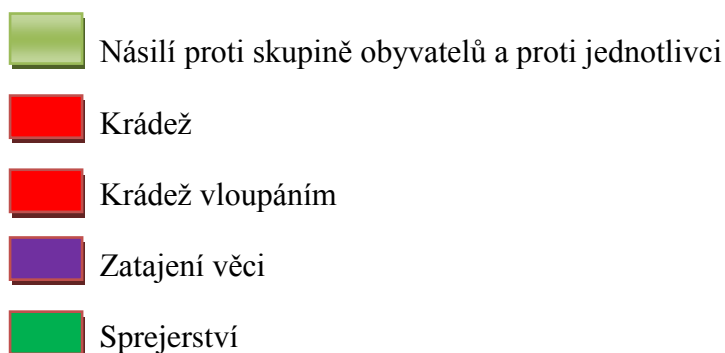 Násilí proti skupině obyvatelů a proti jednotlivci
Krádež
Krádež vloupáním
Zatajení věci
Sprejerství